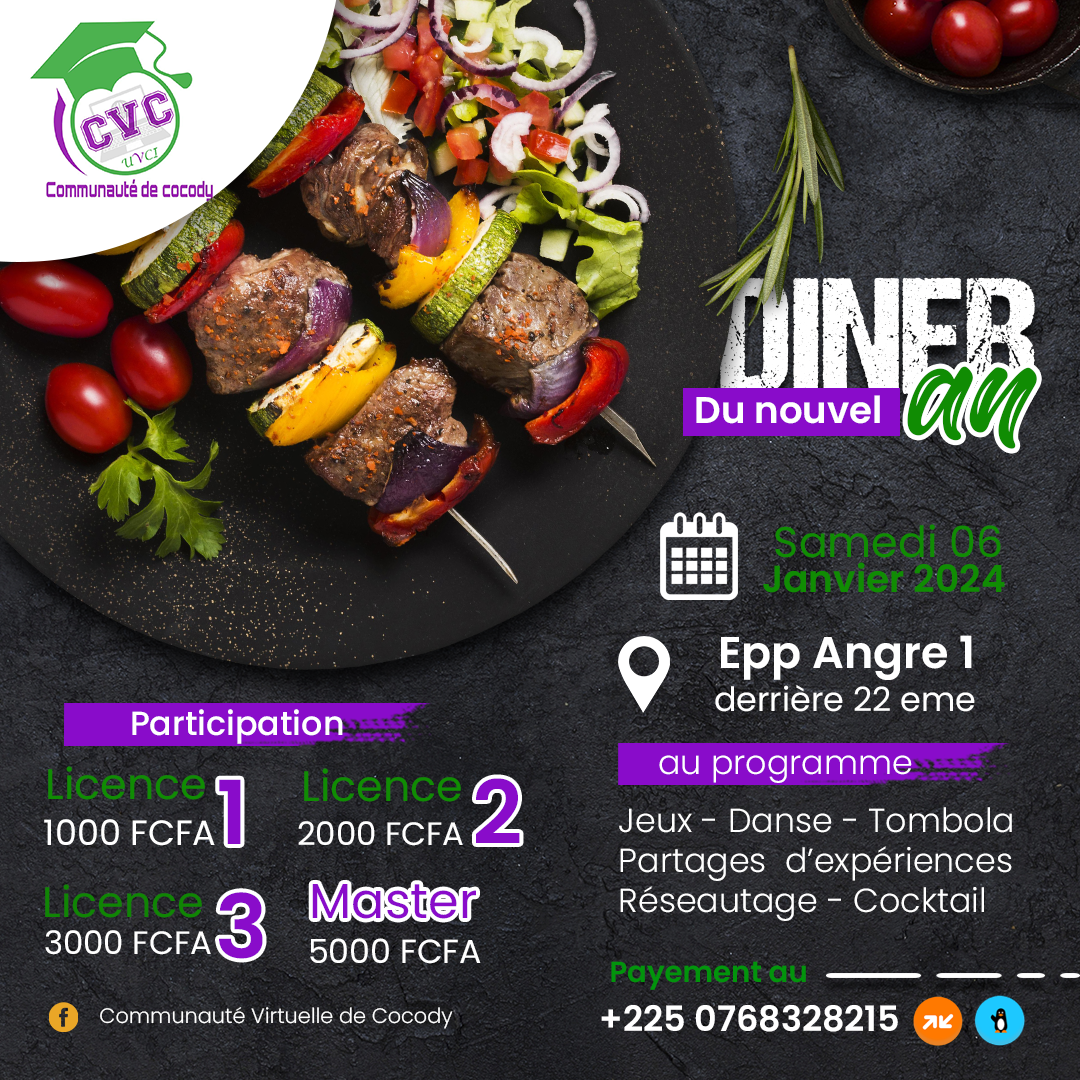 CVC
UVCI
Communauté de cocody
DINER
Du nouvel an
Samedi 06
Janvier 2024
Epp Angre 1
derrière 22 eme
Participation
Licence 1
1000 FCFA
Licence 2
2000 FCFA
Licence 3
3000 FCFA
Master
5000 FCFA
au programme
Jeux - Danse - Tombola
Partages d’expériences
Réseautage - Cocktail
Payement au
+225 0768328215
f Communauté Virtuelle de Cocody